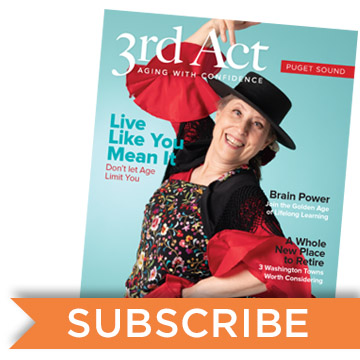 3rd Act
AGING WITH CONFIDENCE
PUGET SOUND
Live
Like You
Mean It
Don't let Age
Limit You
Brain Power
Join the Golden Age
of Lifelong Learning
A Whole
New Place
to Retire
3 Washington Towns
Worth Considering
SUBSCRIBE